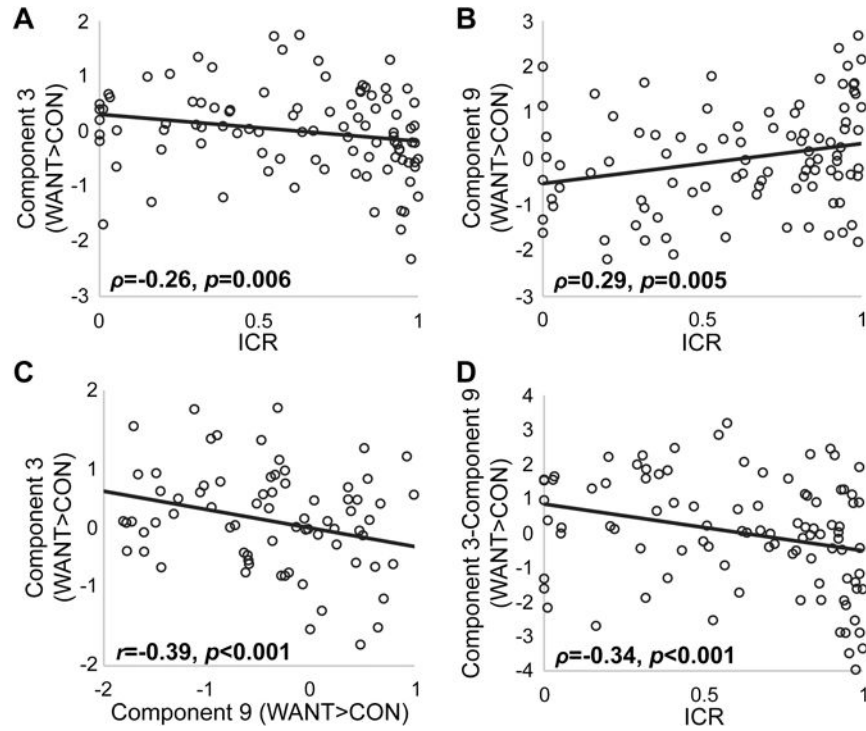 A
Component 3
(WANT>CON)
2
1
0
-1
-2
-3
ρ=-0.26, p=0.006
0
0.5
1
ICR
B
Component 9
(WANT>CON)
3
2
1
0
-1
-2
-3
ρ=0.29, p=0.005
0
0.5
1
ICR
C
Component 3
(WANT>CON)
2
1
0
-1
-2
r=-0.39, p<0.001
-2
-1
0
1
Component 9 (WANT>CON)
D
Component 3-Component 9
(WANT>CON)
4
3
2
1
0
-1
-2
-3
-4
ρ=-0.34, p<0.001
0
0.5
1
ICR